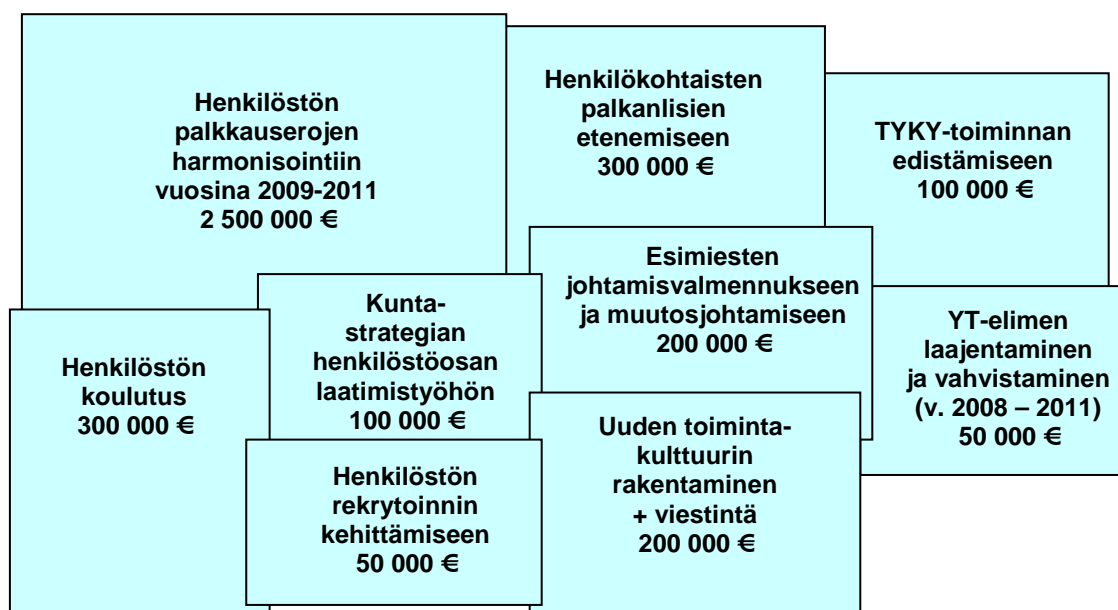 Henkilöstön
palkkauserojen
harmonisointiin
vuosina 2009-2011
2 500 000 €
Henkilökohtaisten
palkanlisien
etenemiseen
300 000 €
TYKY-toiminnan
edistämiseen
100 000 €
Esimiesten
johtamisvalmennukseen
ja muutosjohtamiseen
200 000 €
Kunta-
strategian
henkilöstöosan
laatimistyöhön
100 000 €
YT-elimen
laajentaminen
ja vahvistaminen
(v. 2008 – 2011)
50 000 €
Henkilöstön
koulutus
300 000 €
Uuden toiminta-
kulttuurin
rakentaminen
+ viestintä
200 000 €
Henkilöstön
rekrytoinnin
kehittämiseen
50 000 €